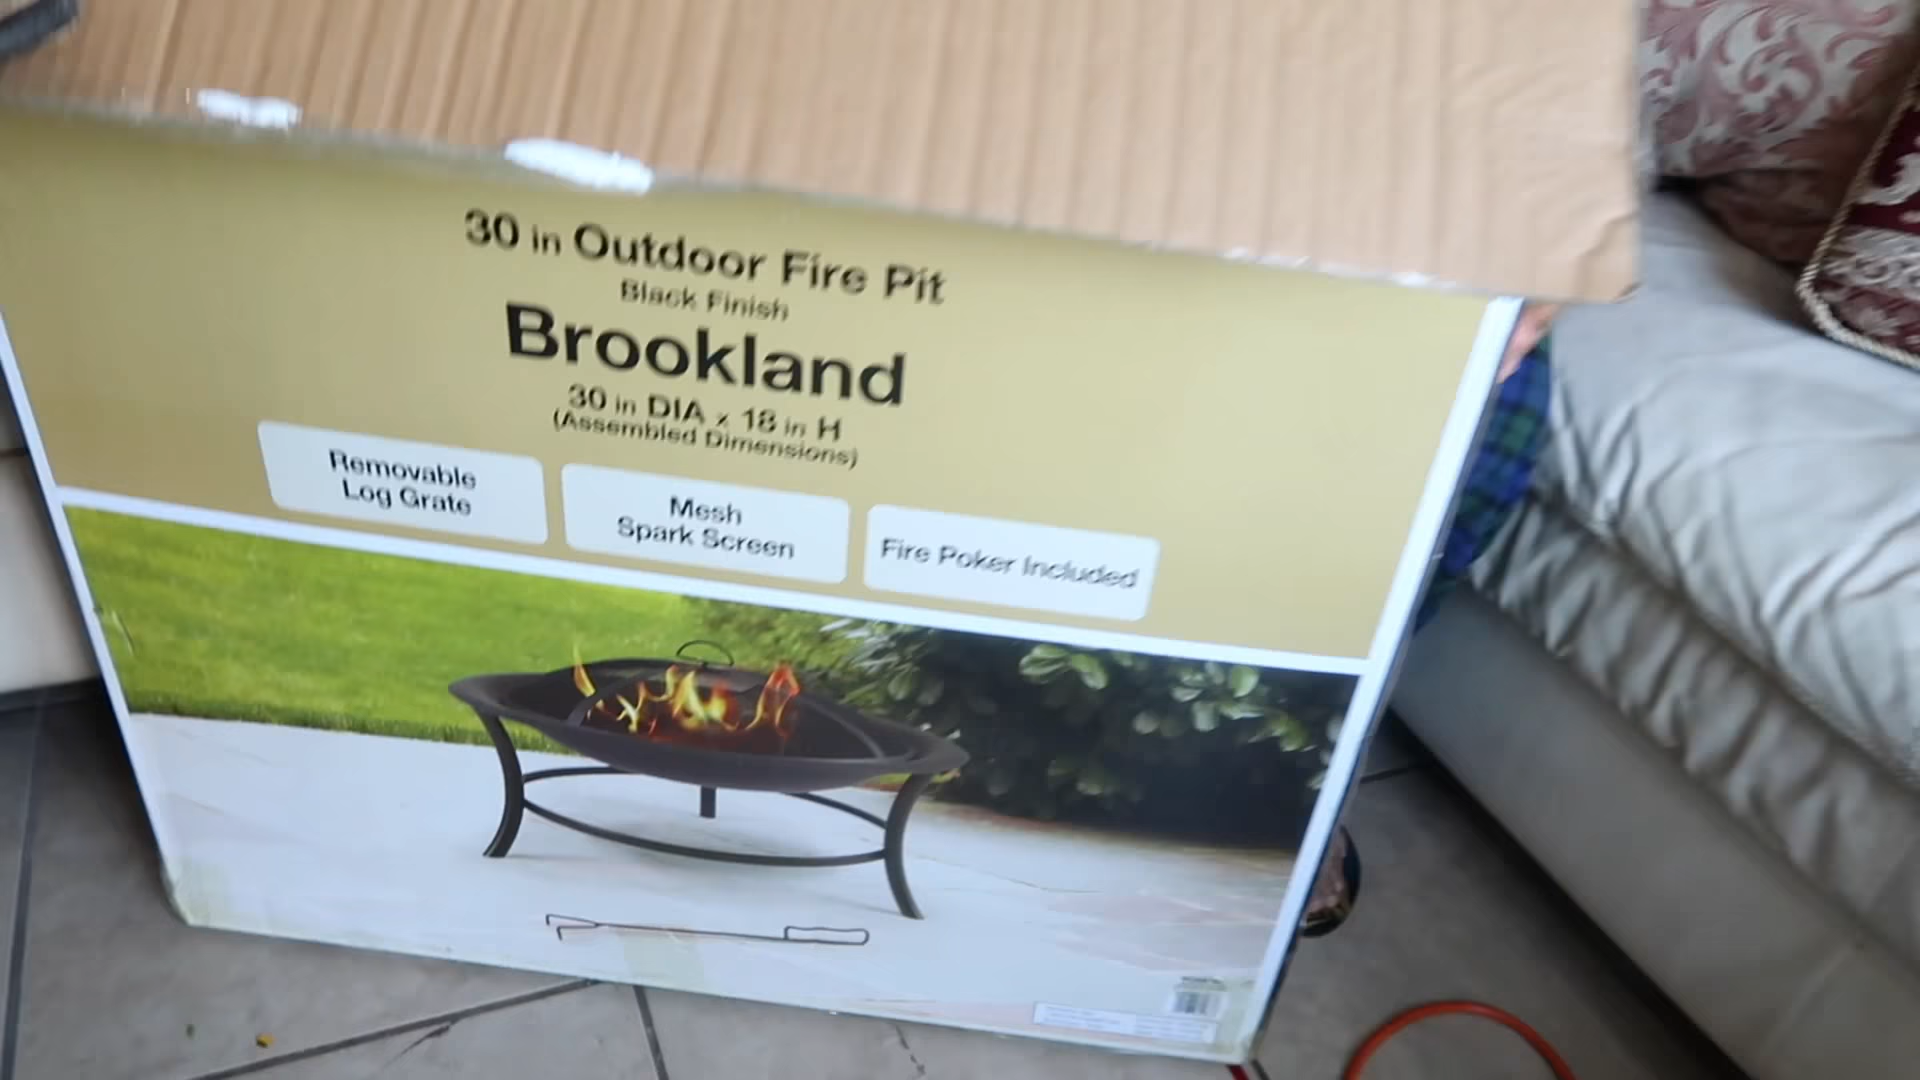 30 in Outdoor Fire Pit
Black Finish
Brookland
30 in DIA x 18 in H
(Assembled Dimensions)
Removable
Log Grate
Mesh
Spark Screen
Fire Poker Included